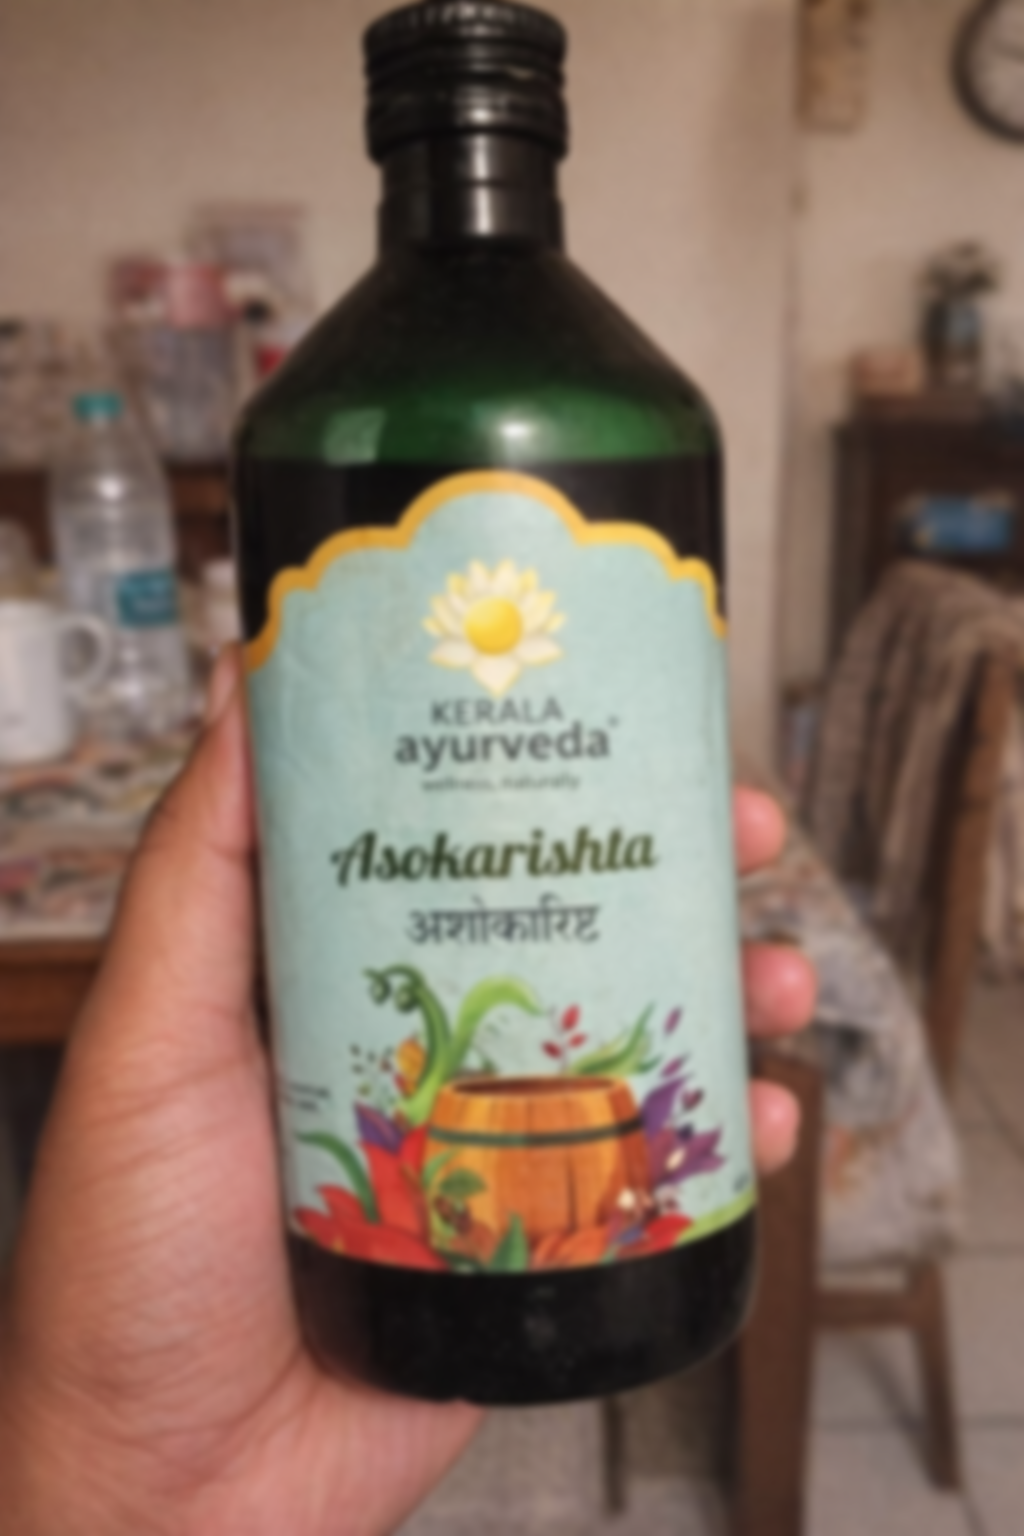 KERALA
ayurveda
wellness, naturally
Asokarishta
अशोकारिष्ट